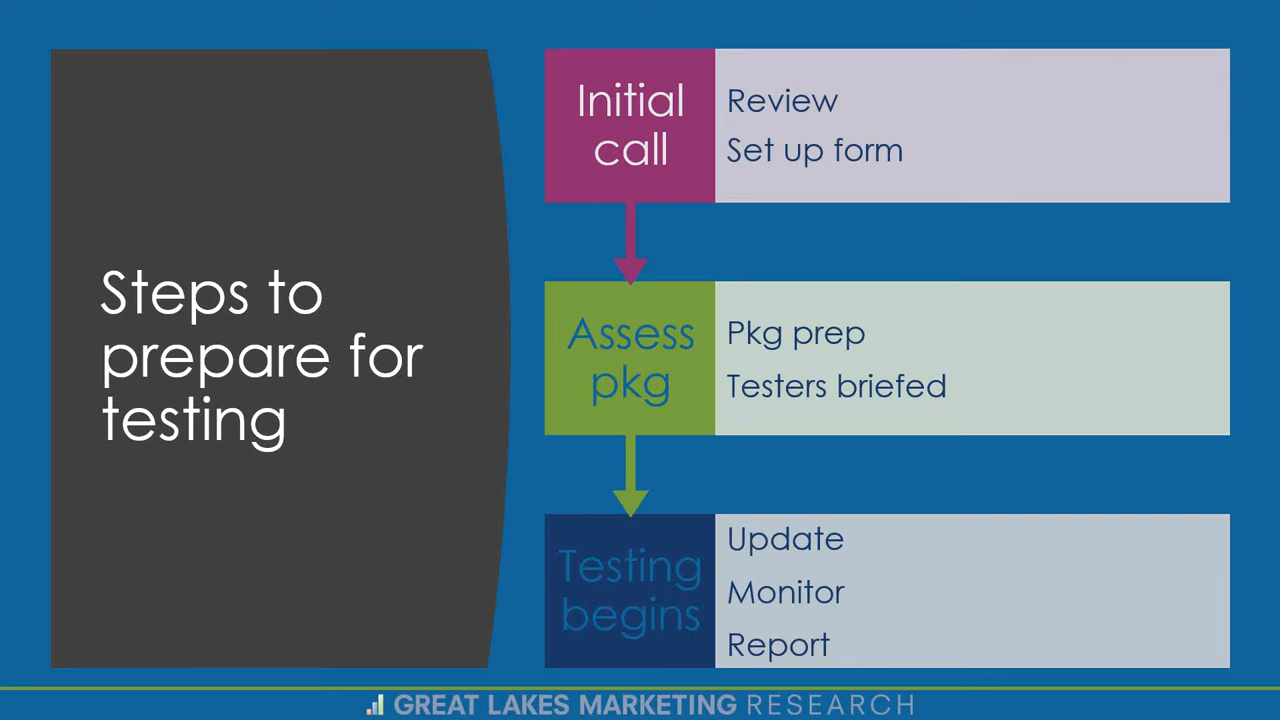 Steps to
prepare for
testing
Initial
call
Review
Set up form
Assess
pkg
Pkg prep
Testers briefed
Testing
begins
Update
Monitor
Report
GREAT LAKES MARKETING RESEARCH